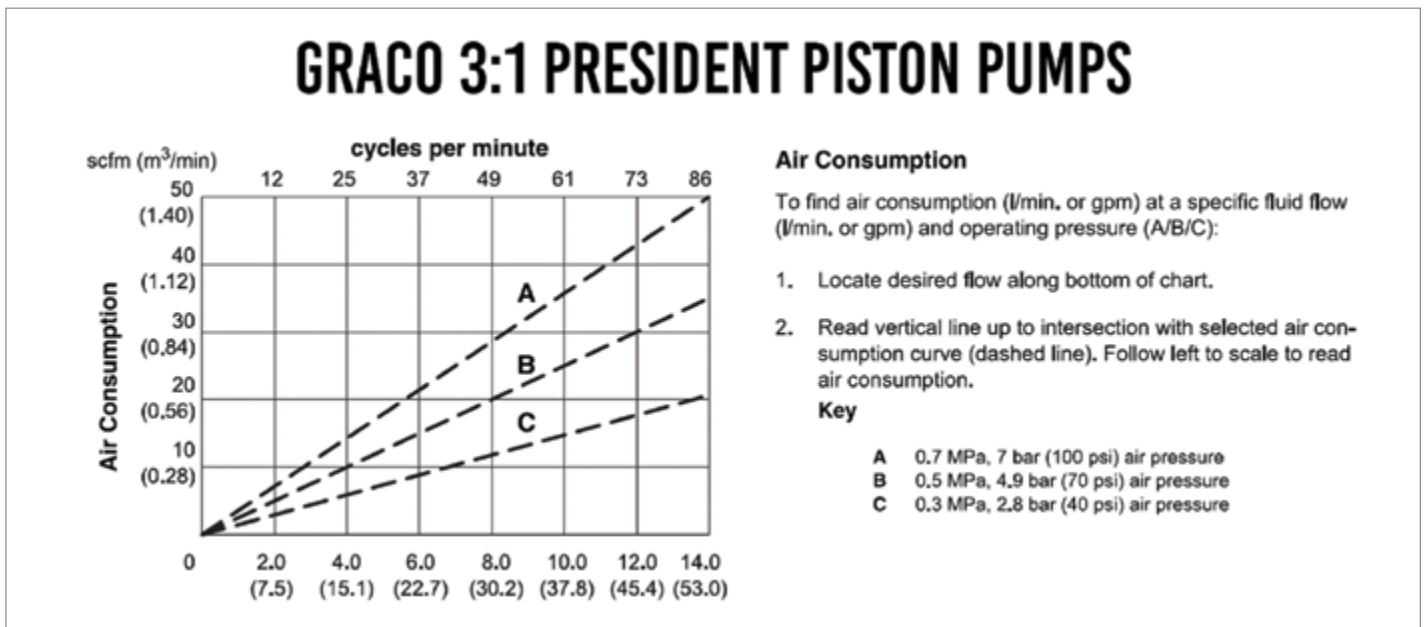 GRACO 3:1 PRESIDENT PISTON PUMPS
cycles per minute
scfm (m³/min)
12 25 37 49 61 73 86
50
(1.40)
40
(1.12)
30
(0.84)
20
(0.56)
10
(0.28)
Air Consumption
A
B
C
0 2.0 4.0 6.0 8.0 10.0 12.0 14.0
(7.5) (15.1) (22.7) (30.2) (37.8) (45.4) (53.0)
Air Consumption
To find air consumption (l/min. or gpm) at a specific fluid flow
(l/min. or gpm) and operating pressure (A/B/C):
1. Locate desired flow along bottom of chart.
2. Read vertical line up to intersection with selected air con-
sumption curve (dashed line). Follow left to scale to read
air consumption.
Key
A 0.7 MPa, 7 bar (100 psi) air pressure
B 0.5 MPa, 4.9 bar (70 psi) air pressure
C 0.3 MPa, 2.8 bar (40 psi) air pressure